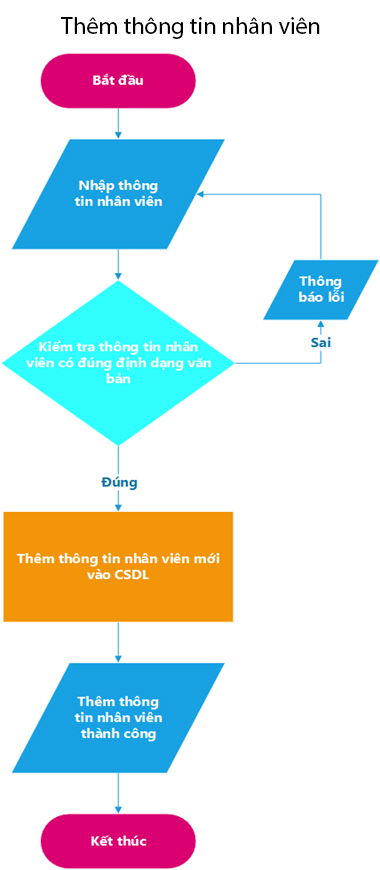 Thêm thông tin nhân viên
Bắt đầu
Nhập thông
tin nhân viên
Thông
báo lỗi
Kiểm tra thông tin nhân
viên có đúng định dạng văn
bản
Sai
Đúng
Thêm thông tin nhân viên mới
vào CSDL
Thêm thông
tin nhân viên
thành công
Kết thúc